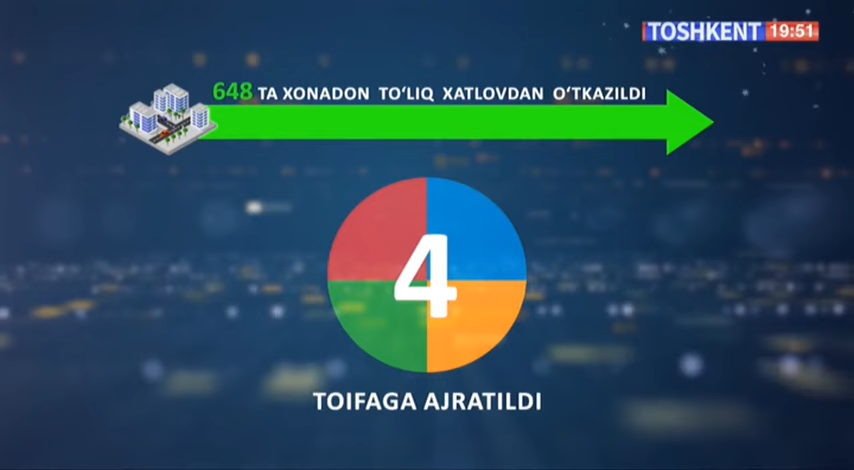 TOSHKENT 19:51
648 TA XONADON TO‘LIQ XATLOVDAN O‘TKAZILDI
4
TOIFAGA AJRATILDI